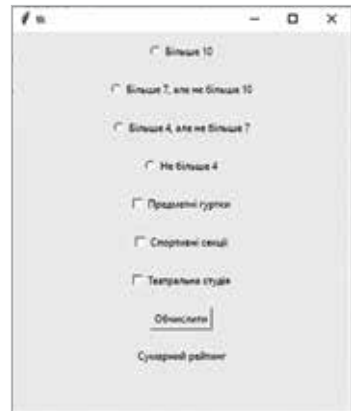 tk
Більше 10
Більше 7, але не більше 10
Більше 4, але не більше 7
Не більше 4
Предметні гуртки
Спортивні секції
Театральна студія
Обчислити
Сумарний рейтинг